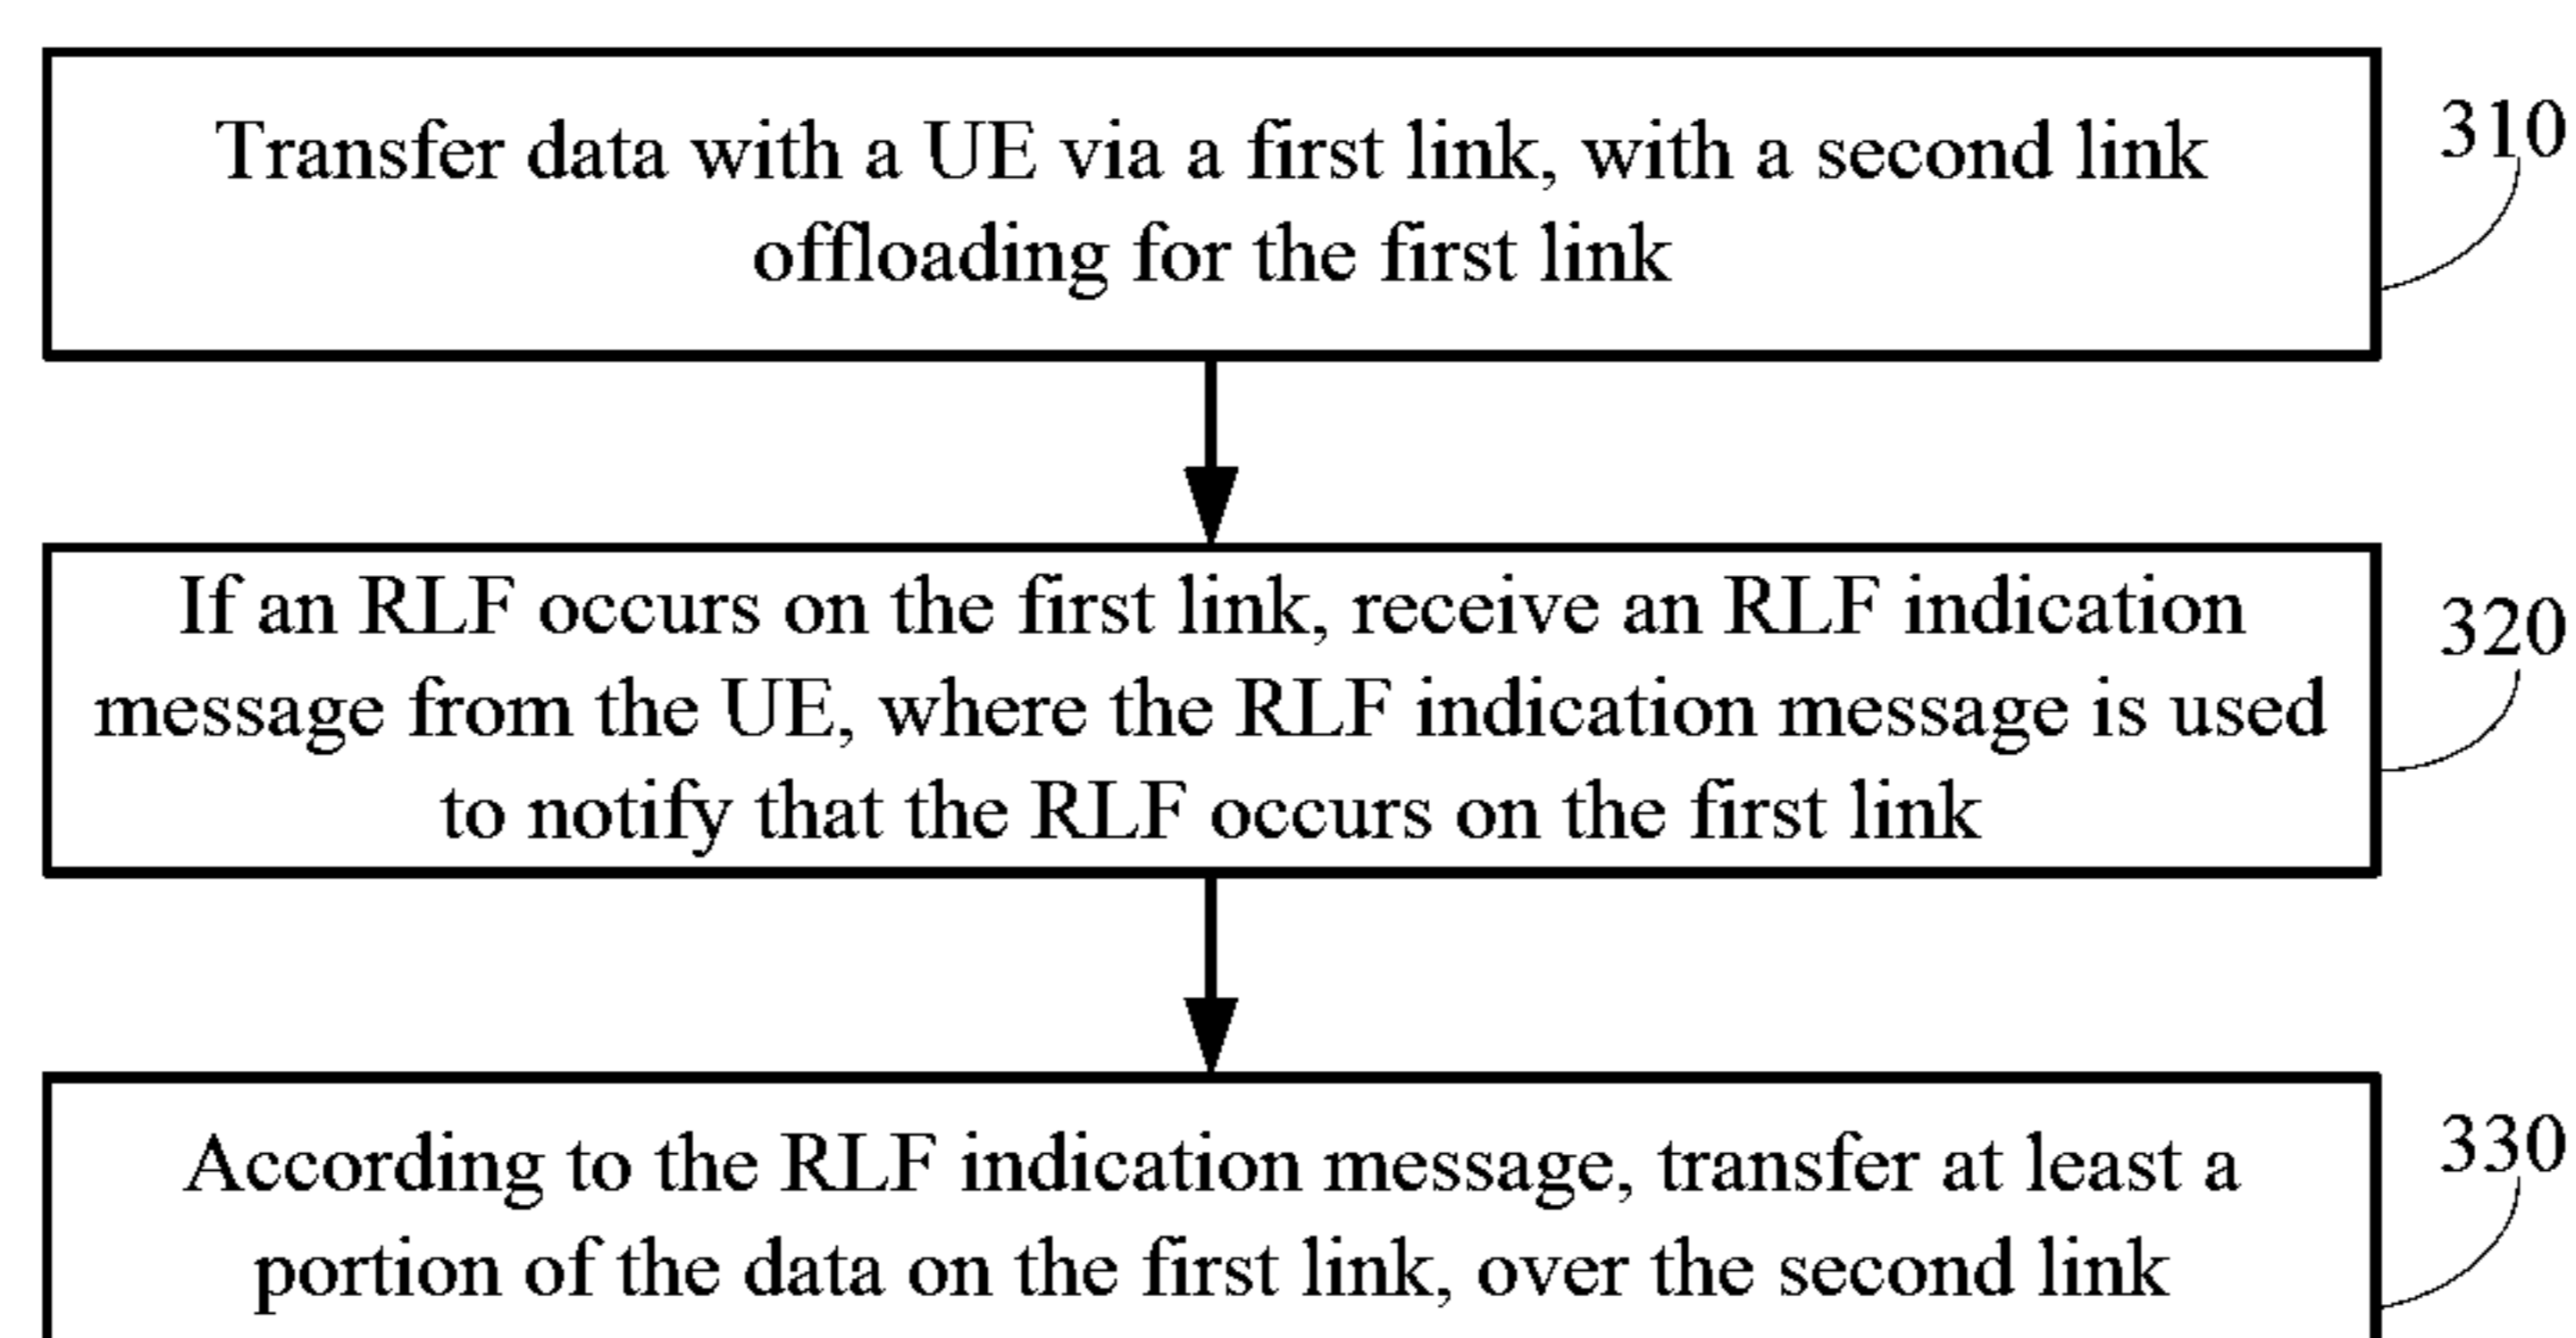 Transfer data with a UE via a first link, with a second link
offloading for the first link
310
If an RLF occurs on the first link, receive an RLF indication
message from the UE, where the RLF indication message is used
to notify that the RLF occurs on the first link
320
According to the RLF indication message, transfer at least a
portion of the data on the first link, over the second link
330